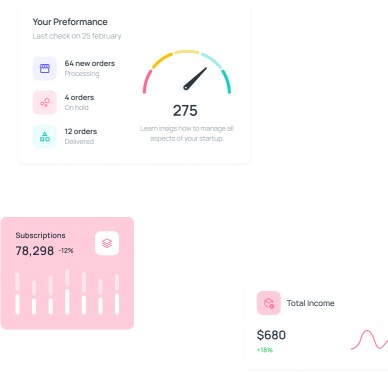 Your Preformance
Last check on 25 february
64 new orders
Processing
4 orders
On hold
12 orders
Delivered
275
Learn insigs how to manage all
aspects of your startup.
Subscriptions
78,298 -12%
Total Income
$680
+18%